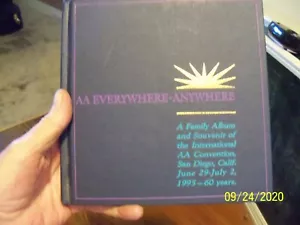 AA EVERYWHERE-ANYWHERE
A Family Album
and Souvenir of
the International
AA Convention,
San Diego, Calif.
June 29-July 2,
1995-60 years.
09/24/2020